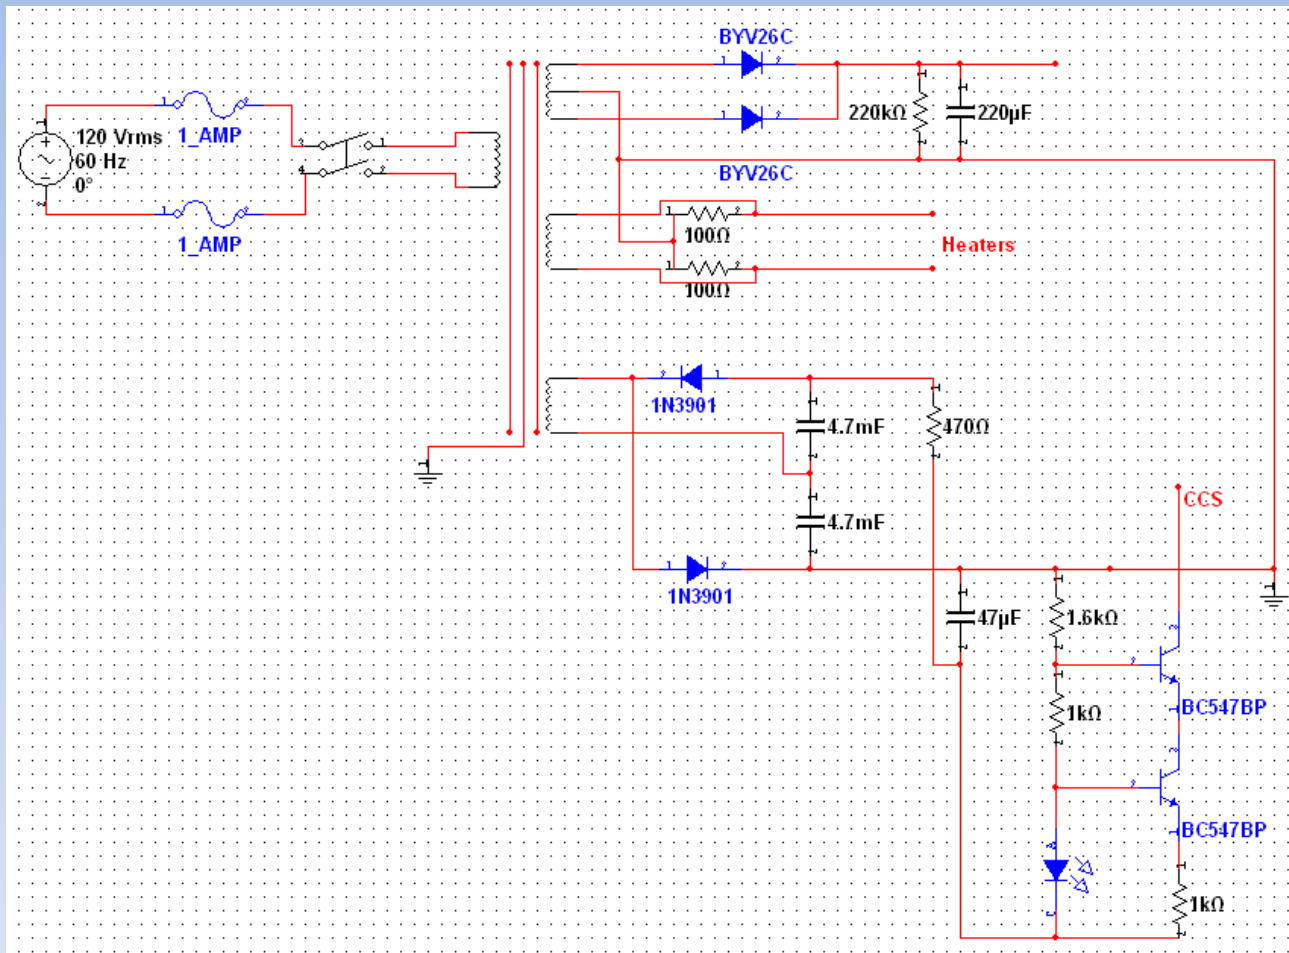 BYV26C
120 Vrms
60 Hz
0°
1_AMP
1_AMP
220kΩ
220µF
BYV26C
100Ω
Heaters
100Ω
1N3901
4.7mF
470Ω
4.7mF
CCS
1N3901
47µF
1.6kΩ
BC547BP
1kΩ
BC547BP
1kΩ